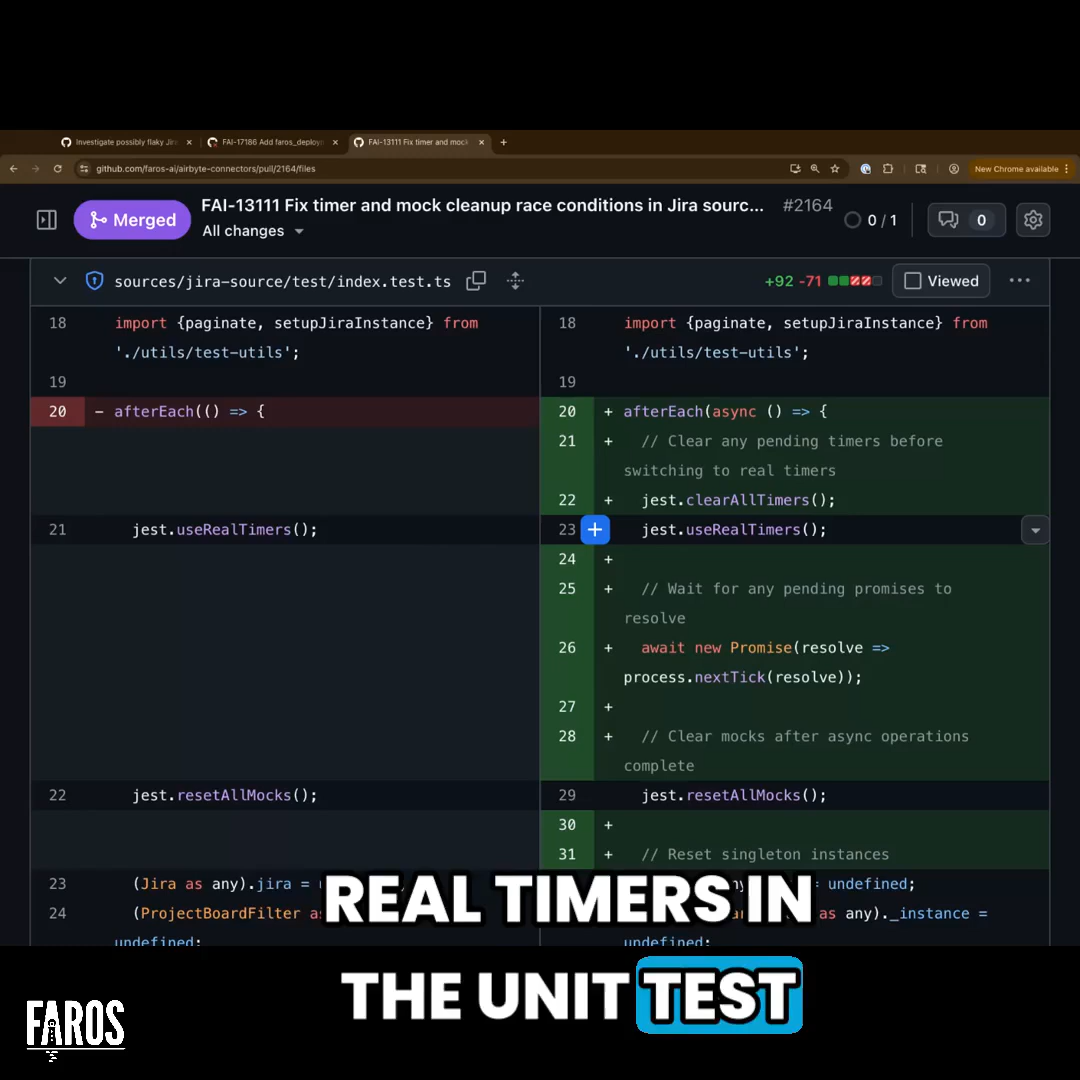 Investigate possibly flaky Jir
FAI-17186 Add faros_deploy
FAI-13111 Fix timer and mock
github.com/faros-ai/airbyte-connectors/pull/2164/files
New Chrome available
Merged
FAI-13111 Fix timer and mock cleanup race conditions in Jira sourc... #2164
All changes
0 / 1
0
sources/jira-source/test/index.test.ts
+92 -71
Viewed
18 import {paginate, setupJiraInstance} from
'./utils/test-utils';
19
20 - afterEach(() => {
21 jest.useRealTimers();
22 jest.resetAllMocks();
23 (Jira as any).jira =
24 (ProjectBoardFilter as
undefined;
18 import {paginate, setupJiraInstance} from
'./utils/test-utils';
19
20 + afterEach(async () => {
21 + // Clear any pending timers before
switching to real timers
22 + jest.clearAllTimers();
23 jest.useRealTimers();
24 +
25 + // Wait for any pending promises to
resolve
26 + await new Promise(resolve =>
process.nextTick(resolve));
27 +
28 + // Clear mocks after async operations
complete
29 jest.resetAllMocks();
30 +
31 + // Reset singleton instances
= undefined;
as any)._instance =
undefined;
REAL TIMERS IN
THE UNIT TEST
FAROS